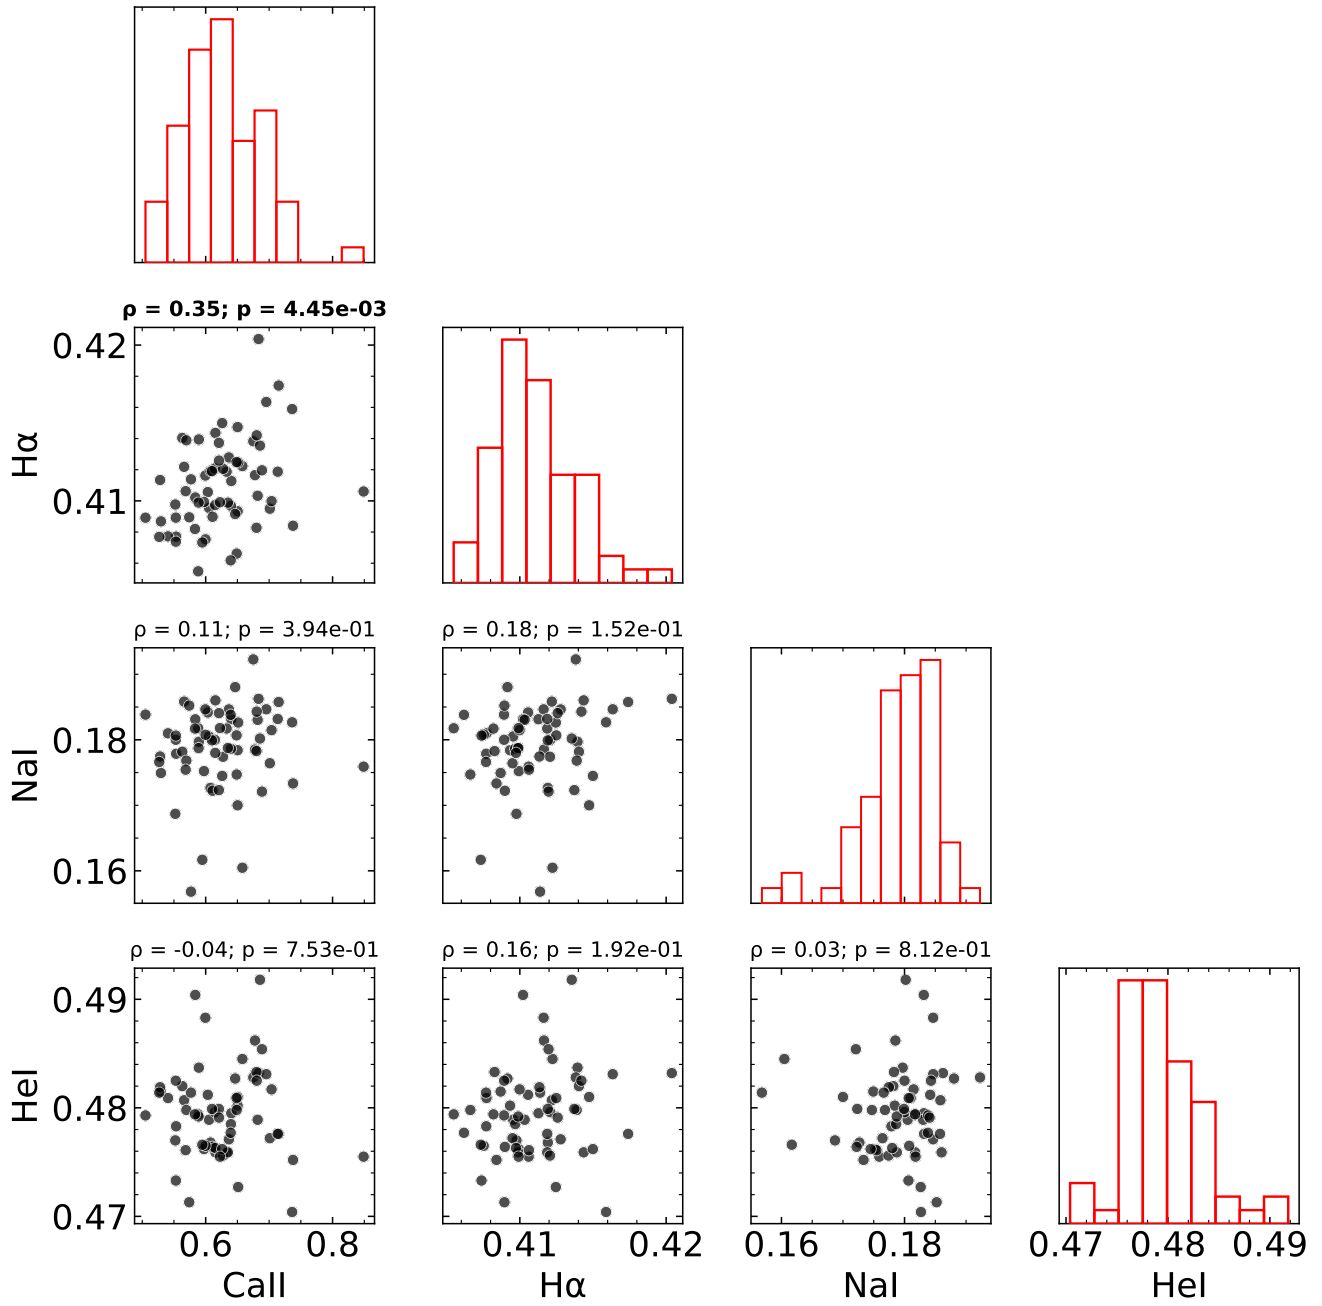 ρ = 0.35; p = 4.45e-03
0.42
0.41
Hα
ρ = 0.11; p = 3.94e-01
ρ = 0.18; p = 1.52e-01
0.18
0.16
NaI
ρ = -0.04; p = 7.53e-01
ρ = 0.16; p = 1.92e-01
ρ = 0.03; p = 8.12e-01
0.49
0.48
0.47
HeI
0.6 0.8
0.41 0.42
0.16 0.18
0.47 0.48 0.49
CaII
Hα
NaI
HeI